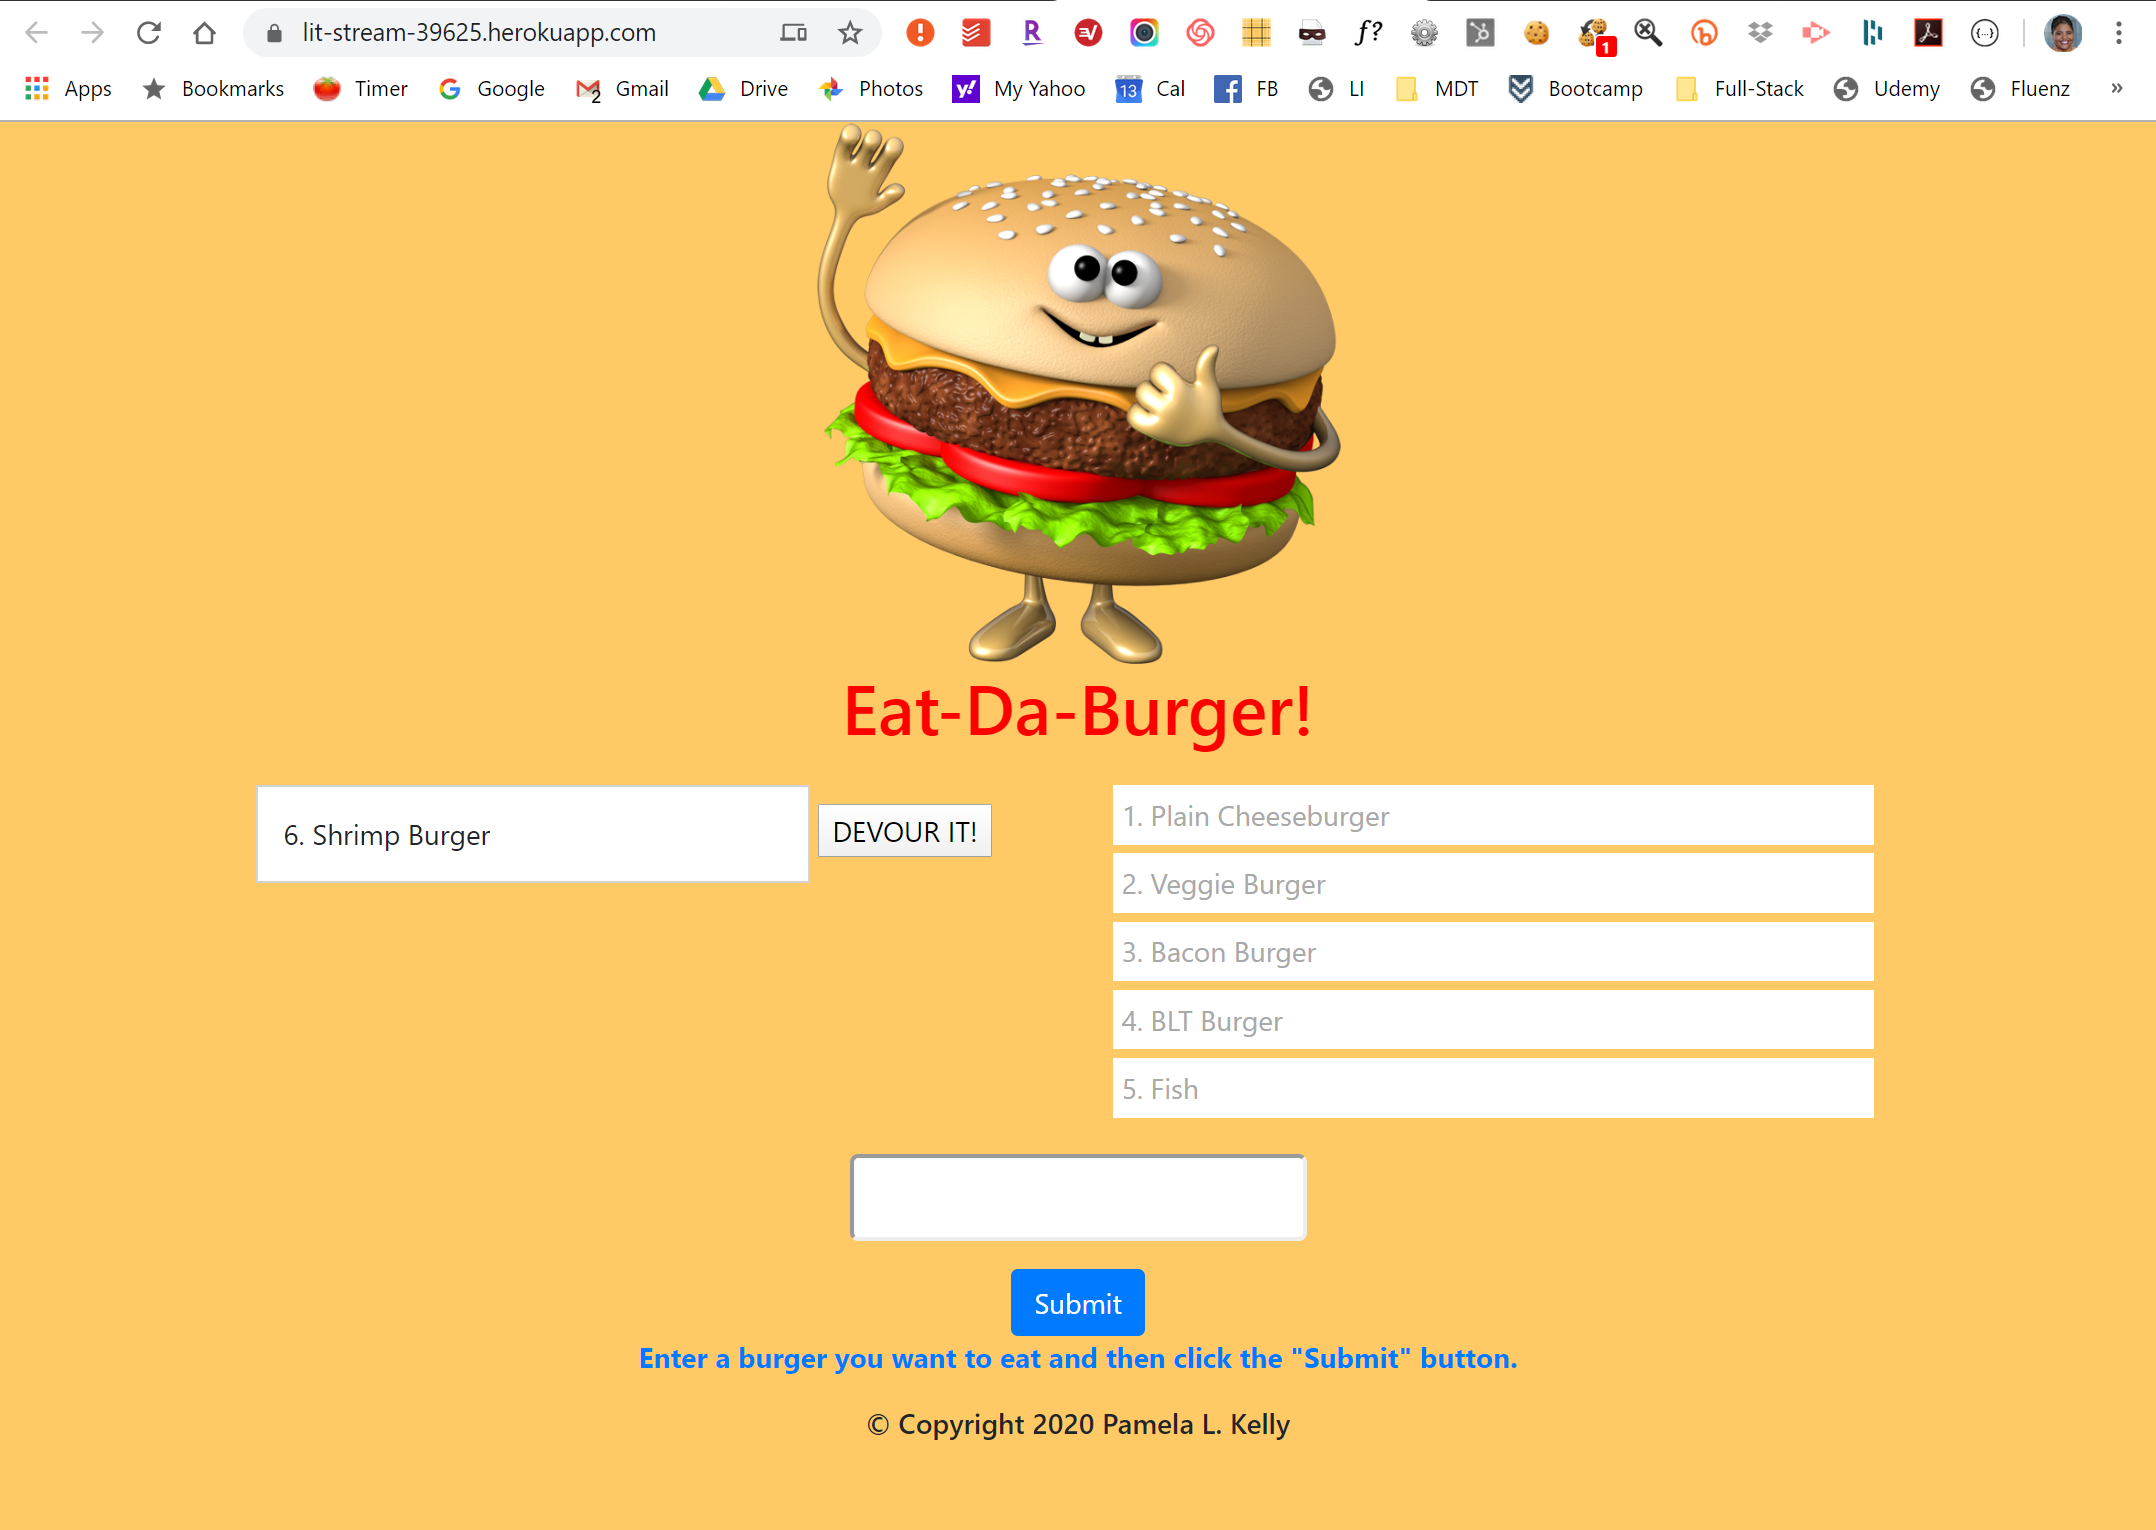 lit-stream-39625.herokuapp.com
f?
1
Apps Bookmarks Timer Google 2 Gmail Drive Photos y! My Yahoo 13 Cal FB LI MDT Bootcamp Full-Stack Udemy Fluenz »
Eat-Da-Burger!
6. Shrimp Burger
DEVOUR IT!
1. Plain Cheeseburger
2. Veggie Burger
3. Bacon Burger
4. BLT Burger
5. Fish
Submit
Enter a burger you want to eat and then click the "Submit" button.
© Copyright 2020 Pamela L. Kelly